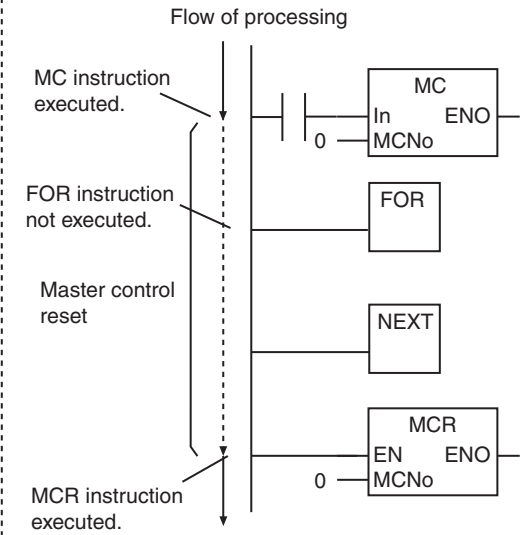 Flow of processing
MC instruction
executed.
MC
In ENO
0 MCNo
FOR instruction
not executed.
FOR
Master control
reset
NEXT
MCR
EN ENO
0 MCNo
MCR instruction
executed.